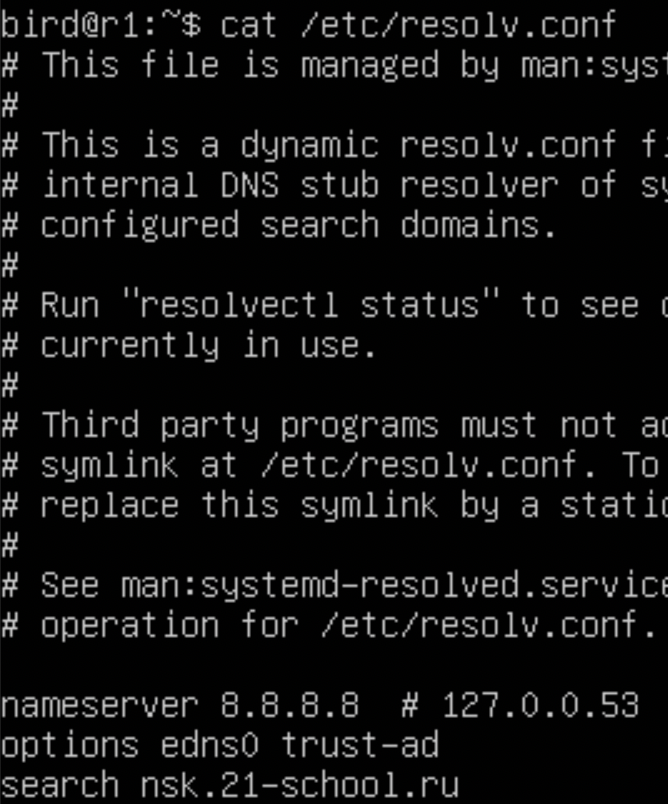 bird@r1:~$ cat /etc/resolv.conf
# This file is managed by man:syst
#
# This is a dynamic resolv.conf fi
# internal DNS stub resolver of sy
# configured search domains.
#
# Run "resolvectl status" to see
# currently in use.
#
# Third party programs must not ac
# symlink at /etc/resolv.conf. To
# replace this symlink by a static
#
# See man:systemd-resolved.service
# operation for /etc/resolv.conf.
nameserver 8.8.8.8  # 127.0.0.53
options edns0 trust-ad
search nsk.21-school.ru